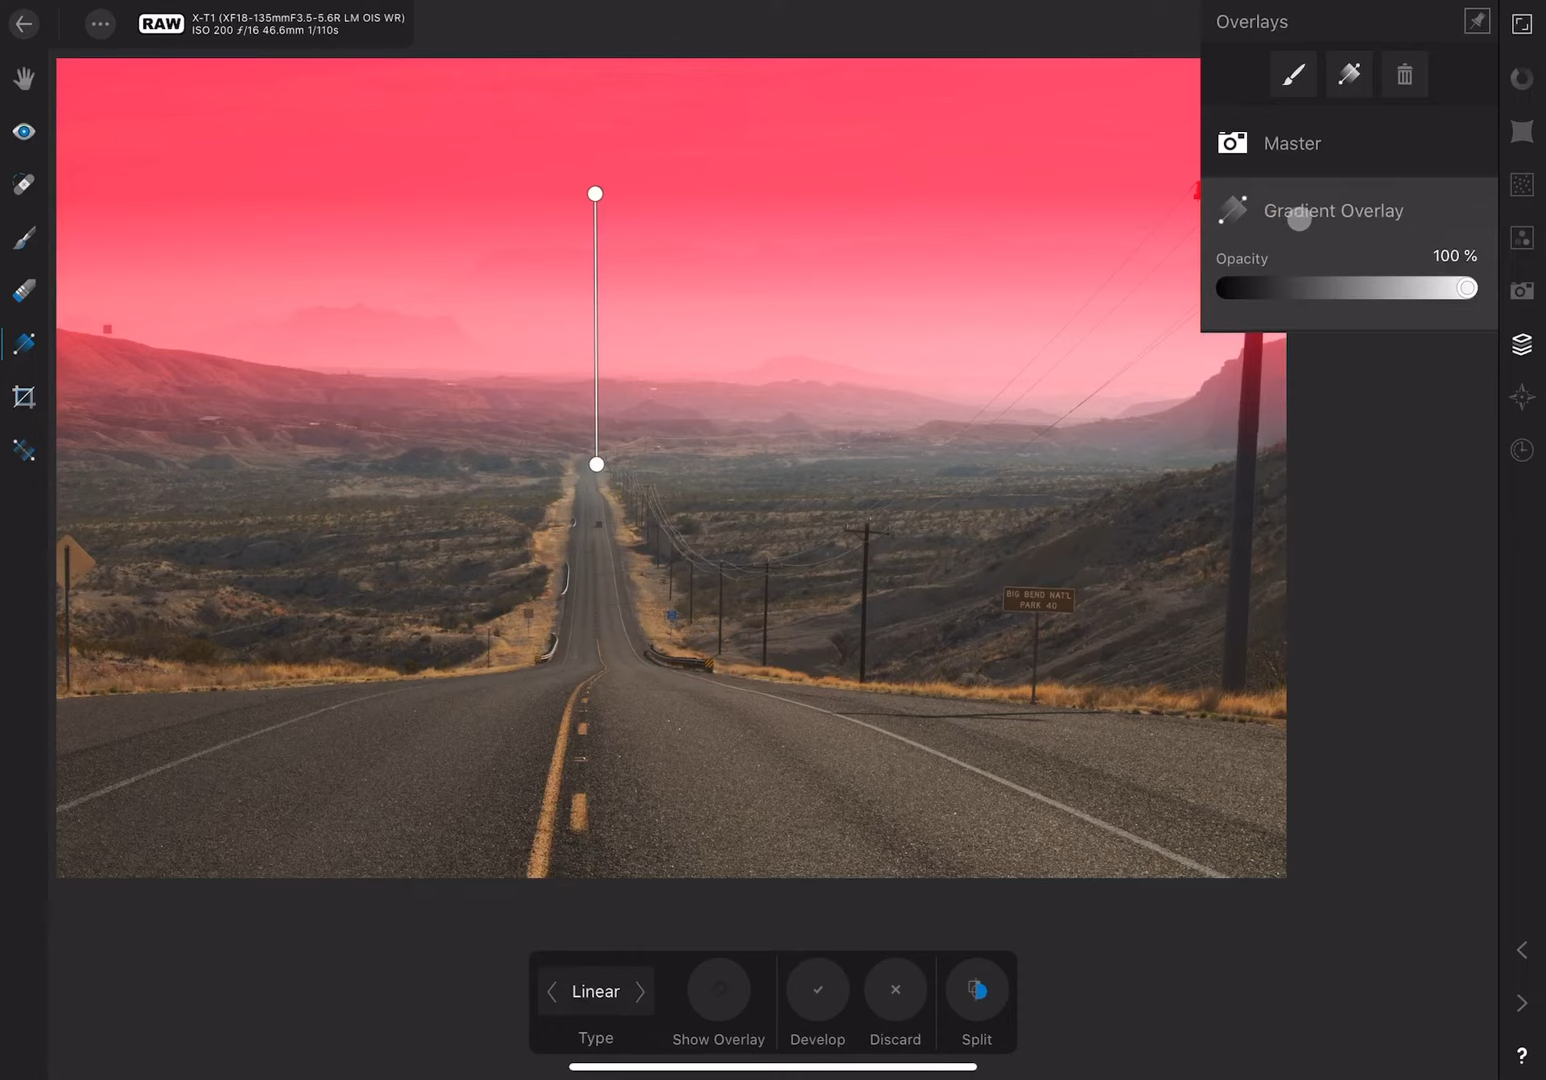 RAW
X-T1 (XF18-135mmF3.5-5.6R LM OIS WR)
ISO 200 ƒ/16 46.6mm 1/110s
Overlays
Master
Gradient Overlay
Opacity
100 %
BIG BEND NAT'L
PARK 40
Linear
Type
Show Overlay
Develop
Discard
Split
?